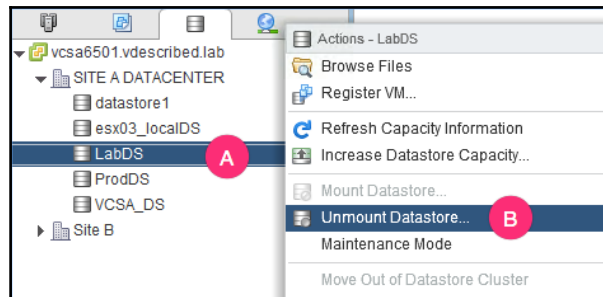 vcsa6501.vdescribed.lab
SITE A DATACENTER
datastore1
esx03_localDS
LabDS
A
ProdDS
VCSA_DS
Site B
Actions - LabDS
Browse Files
Register VM...
Refresh Capacity Information
Increase Datastore Capacity...
Mount Datastore...
Unmount Datastore...
B
Maintenance Mode
Move Out of Datastore Cluster